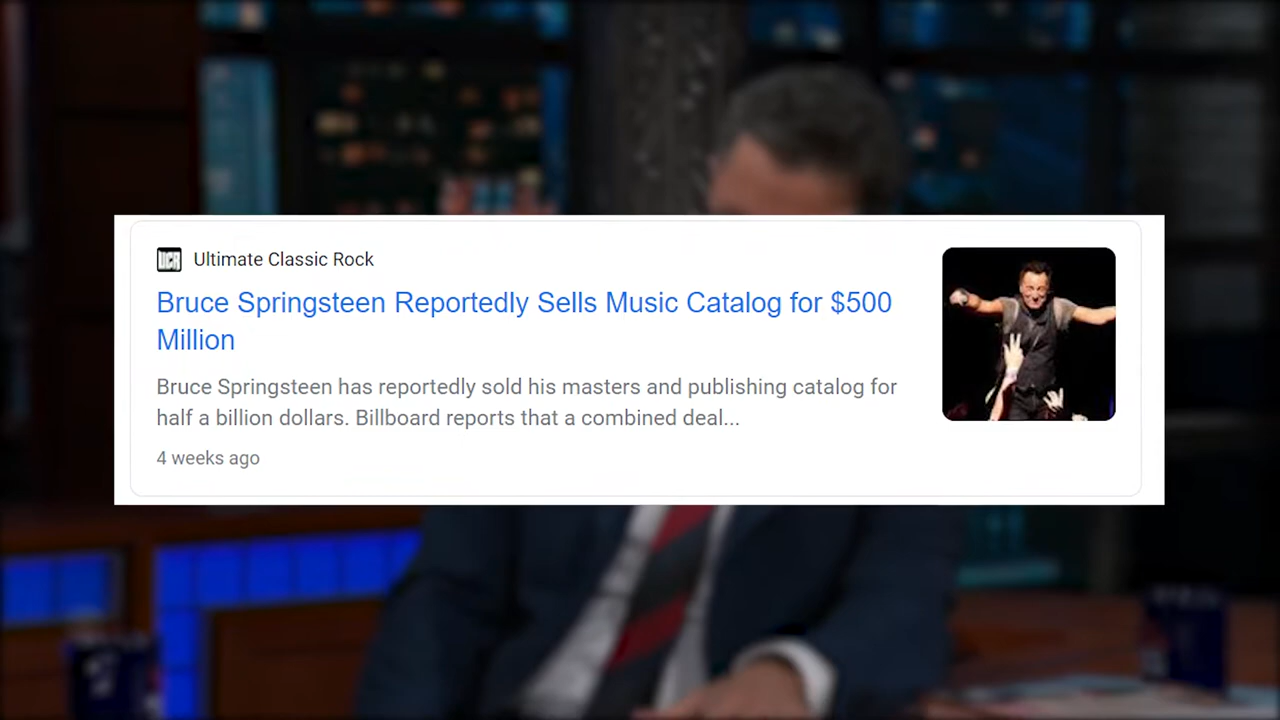 UCR
Ultimate Classic Rock
Bruce Springsteen Reportedly Sells Music Catalog for $500
Million
Bruce Springsteen has reportedly sold his masters and publishing catalog for
half a billion dollars. Billboard reports that a combined deal...
4 weeks ago